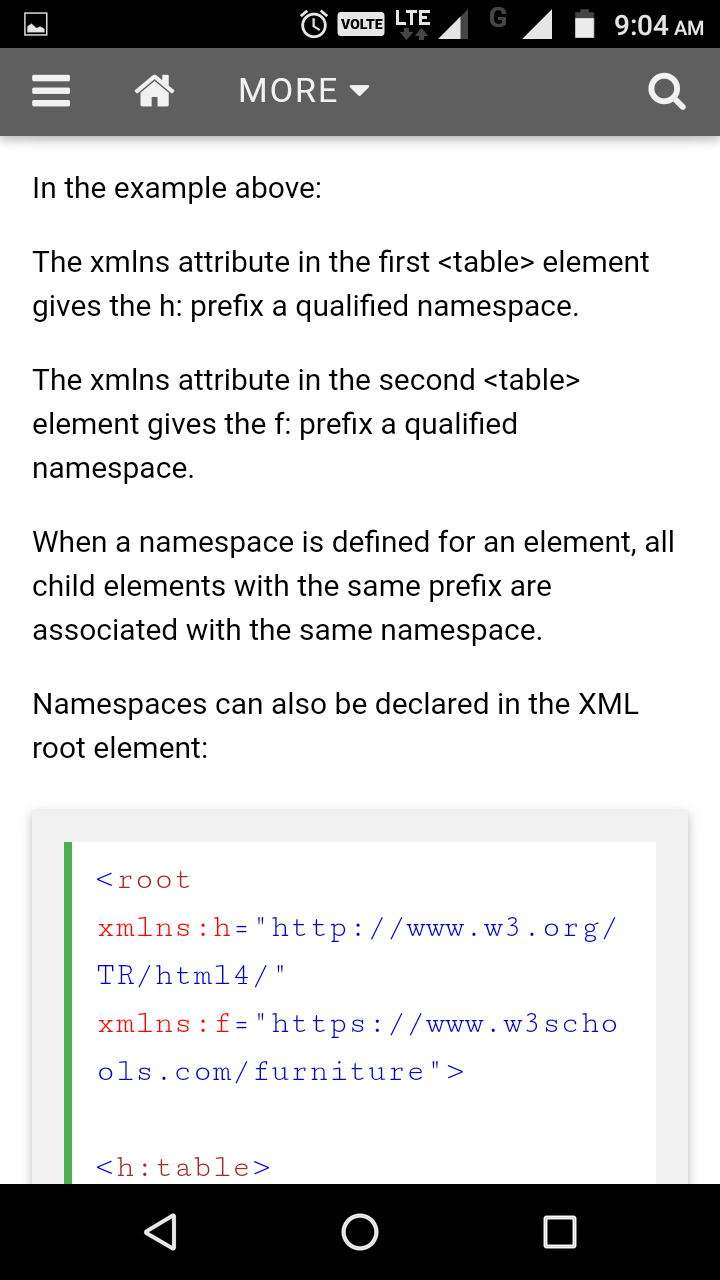 VOLTE LTE G 9:04 AM
MORE
In the example above:
The xmlns attribute in the first <table> element
gives the h: prefix a qualified namespace.
The xmlns attribute in the second <table>
element gives the f: prefix a qualified
namespace.
When a namespace is defined for an element, all
child elements with the same prefix are
associated with the same namespace.
Namespaces can also be declared in the XML
root element:
<root
xmlns:h="http://www.w3.org/
TR/html4/"
xmlns:f="https://www.w3scho
ols.com/furniture">
<h:table>